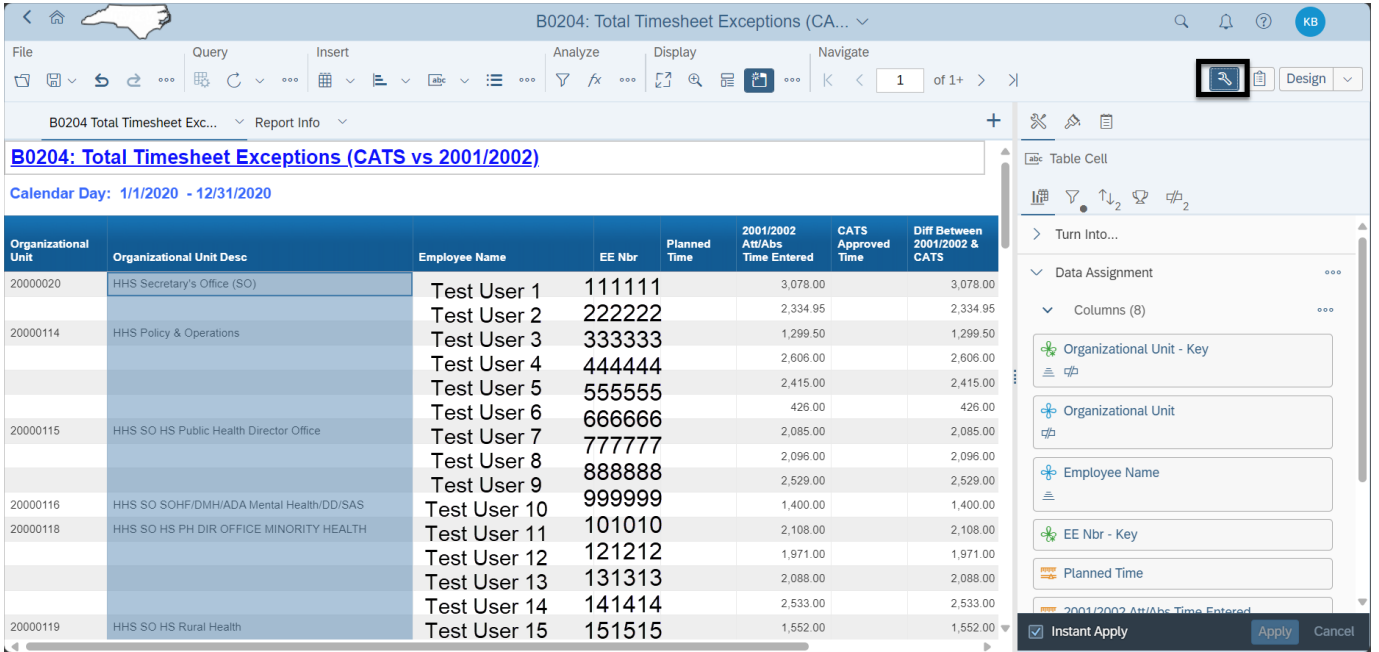 B0204: Total Timesheet Exceptions (CA...
KB
File Query Insert Analyze Display Navigate
abc 1 of 1+ Design
B0204 Total Timesheet Exc... Report Info
B0204: Total Timesheet Exceptions (CATS vs 2001/2002)
abc Table Cell
Calendar Day: 1/1/2020 - 12/31/2020
2 2
Organizational Unit Organizational Unit Desc Employee Name EE Nbr Planned Time 2001/2002 Att/Abs Time Entered CATS Approved Time Diff Between 2001/2002 & CATS
20000020 HHS Secretary's Office (SO) Test User 1 111111 3,078.00 3,078.00
Test User 2 222222 2,334.95 2,334.95
20000114 HHS Policy & Operations Test User 3 333333 1,299.50 1,299.50
Test User 4 444444 2,606.00 2,606.00
Test User 5 555555 2,415.00 2,415.00
Test User 6 666666 426.00 426.00
20000115 HHS SO HS Public Health Director Office Test User 7 777777 2,085.00 2,085.00
Test User 8 888888 2,096.00 2,096.00
Test User 9 999999 2,529.00 2,529.00
20000116 HHS SO SOHF/DMH/ADA Mental Health/DD/SAS Test User 10 101010 1,400.00 1,400.00
20000118 HHS SO HS PH DIR OFFICE MINORITY HEALTH Test User 11 121212 2,108.00 2,108.00
Test User 12 131313 1,971.00 1,971.00
Test User 13 141414 2,088.00 2,088.00
Test User 14 151515 2,533.00 2,533.00
20000119 HHS SO HS Rural Health Test User 15 1,552.00 1,552.00
Turn Into...
Data Assignment
Columns (8)
Organizational Unit - Key
Organizational Unit
Employee Name
EE Nbr - Key
Planned Time
2001/2002 Att/Abs Time Entered
Instant Apply Apply Cancel